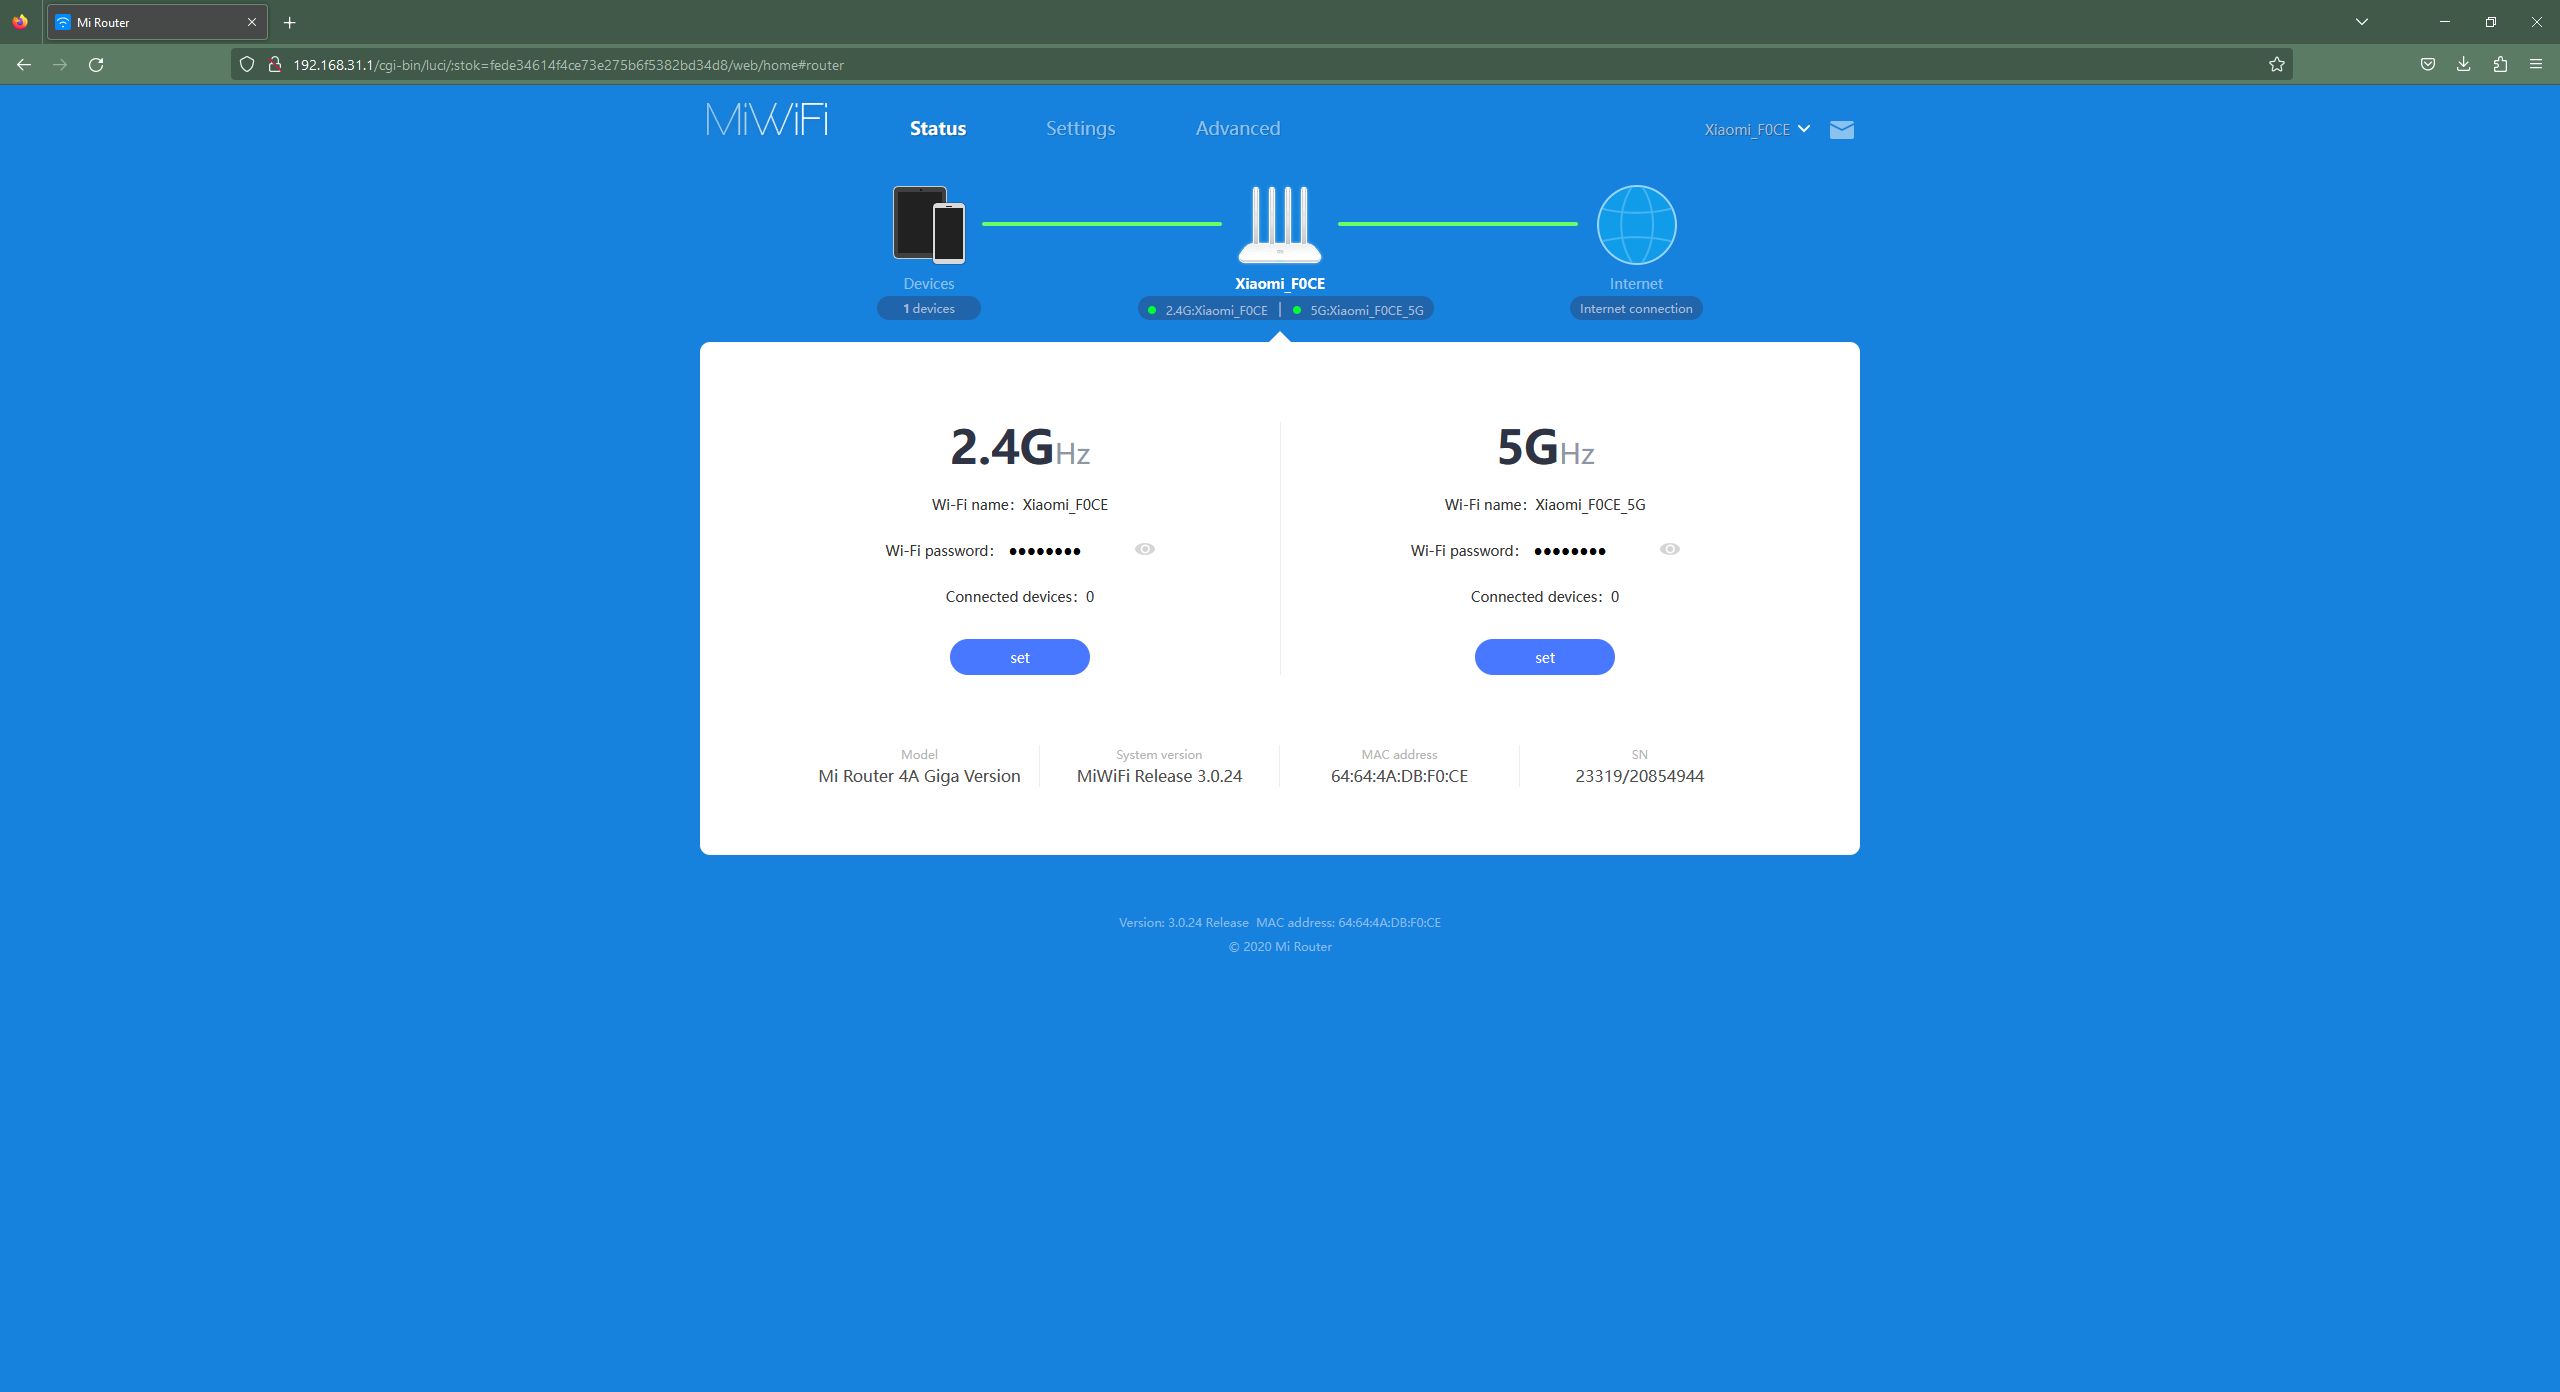 Mi Router
192.168.31.1/cgi-bin/luci/;stok=fede34614f4ce73e275b6f5382bd34d8/web/home#router
MiWiFi
Status
Settings
Advanced
Xiaomi_F0CE
Devices
1 devices
Xiaomi_F0CE
2.4G:Xiaomi_F0CE | 5G:Xiaomi_F0CE_5G
Internet
Internet connection
2.4GHz
Wi-Fi name: Xiaomi_F0CE
Wi-Fi password: ••••••••
Connected devices: 0
set
5GHz
Wi-Fi name: Xiaomi_F0CE_5G
Wi-Fi password: ••••••••
Connected devices: 0
set
Model
Mi Router 4A Giga Version
System version
MiWiFi Release 3.0.24
MAC address
64:64:4A:DB:F0:CE
SN
23319/20854944
Version: 3.0.24 Release MAC address: 64:64:4A:DB:F0:CE
© 2020 Mi Router